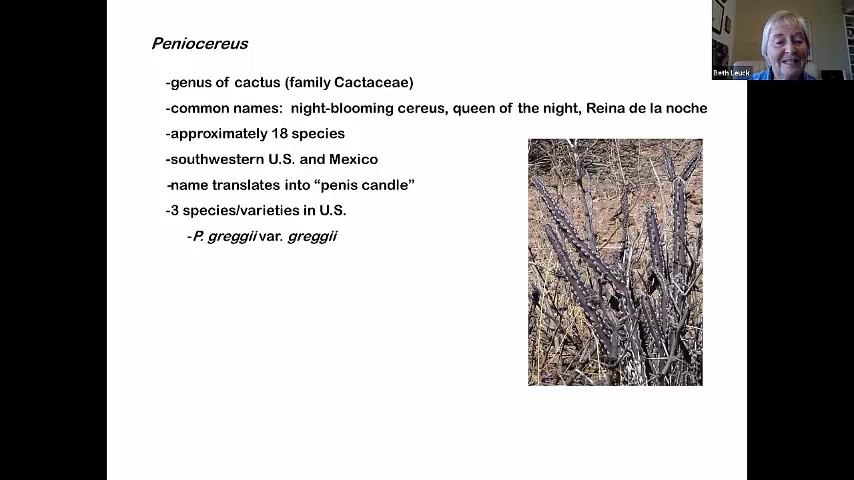 Peniocereus
-genus of cactus (family Cactaceae)
-common names: night-blooming cereus, queen of the night, Reina de la noche
-approximately 18 species
-southwestern U.S. and Mexico
-name translates into “penis candle”
-3 species/varieties in U.S.
-P. greggii var. greggii
Beth Leuck